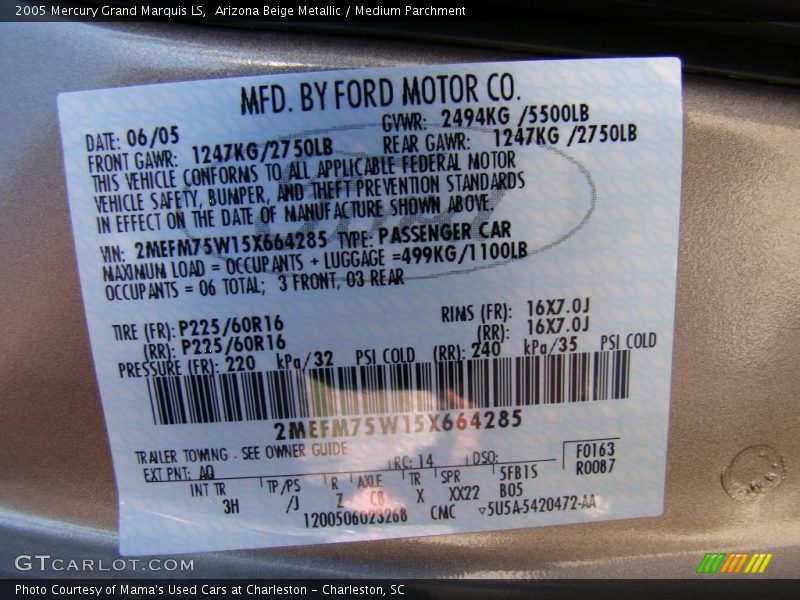 2005 Mercury Grand Marquis LS, Arizona Beige Metallic / Medium Parchment
MFD. BY FORD MOTOR CO.
DATE: 06/05 GVWR: 2494KG /5500LB
FRONT GAWR: 1247KG/2750LB REAR GAWR: 1247KG /2750LB
THIS VEHICLE CONFORMS TO ALL APPLICABLE FEDERAL MOTOR
VEHICLE SAFETY, BUMPER, AND THEFT PREVENTION STANDARDS
IN EFFECT ON THE DATE OF MANUFACTURE SHOWN ABOVE.
VIN: 2MEFM75W15X664285 TYPE: PASSENGER CAR
MAXIMUM LOAD = OCCUPANTS + LUGGAGE =499KG/1100LB
OCCUPANTS = 06 TOTAL; 3 FRONT, 03 REAR
TIRE (FR): P225/60R16 RIMS (FR): 16X7.0J
(RR): P225/60R16 (RR): 16X7.0J
PRESSURE (FR): 220 kPa/32 PSI COLD (RR): 240 kPa/35 PSI COLD
2MEFM75W15X664285
TRAILER TOWING - SEE OWNER GUIDE
EXT PNT: AQ RC: 14 DSO: F0163
R0087
INT TR TP/PS R AXLE TR SPR 5FB1S
3H /J Z C8 X XX22 B05
1200506023268 CMC ▿5U5A-5420472-AA
GTCARLOT.COM
Photo Courtesy of Mama's Used Cars at Charleston - Charleston, SC